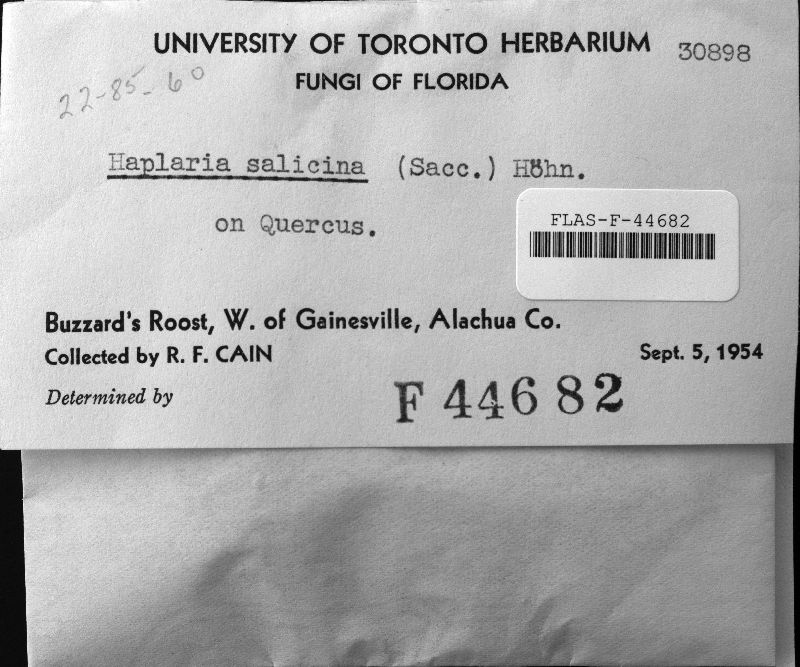 UNIVERSITY OF TORONTO HERBARIUM 30898
FUNGI OF FLORIDA
22-85-60
Haplaria salicina (Sacc.) Höhn.
on Quercus.
FLAS-F-44682
Buzzard's Roost, W. of Gainesville, Alachua Co.
Collected by R. F. CAIN Sept. 5, 1954
Determined by
F 44682